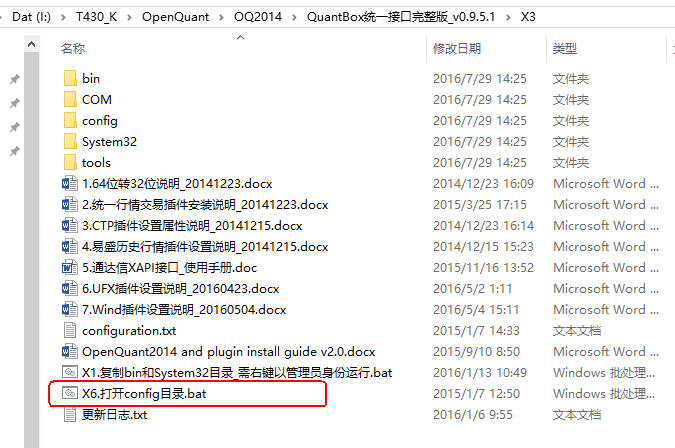 Dat (I:) › T430_K › OpenQuant › OQ2014 › QuantBox统一接口完整版_v0.9.5.1 › X3
名称 修改日期 类型
bin 2016/7/29 14:25 文件夹
COM 2016/7/29 14:25 文件夹
config 2016/7/29 14:25 文件夹
System32 2016/7/29 14:25 文件夹
tools 2016/7/29 14:25 文件夹
1.64位转32位说明_20141223.docx 2014/12/23 16:09 Microsoft Word ...
2.统一行情交易插件安装说明_20141223.docx 2015/3/25 17:15 Microsoft Word ...
3.CTP插件设置属性说明_20141215.docx 2014/12/23 16:14 Microsoft Word ...
4.易盛历史行情插件设置说明_20141215.docx 2014/12/15 15:23 Microsoft Word ...
5.通达信XAPI接口_使用手册.doc 2015/11/16 13:52 Microsoft Word ...
6.UFX插件设置说明_20160423.docx 2016/5/2 1:11 Microsoft Word ...
7.Wind插件设置说明_20160504.docx 2016/5/4 15:11 Microsoft Word ...
configuration.txt 2015/1/7 14:33 文本文档
OpenQuant2014 and plugin install guide v2.0.docx 2015/9/10 8:50 Microsoft Word ...
X1.复制bin和System32目录_需右键以管理员身份运行.bat 2016/1/13 10:49 Windows 批处理...
X6.打开config目录.bat 2015/1/7 12:50 Windows 批处理...
更新日志.txt 2016/1/6 9:55 文本文档